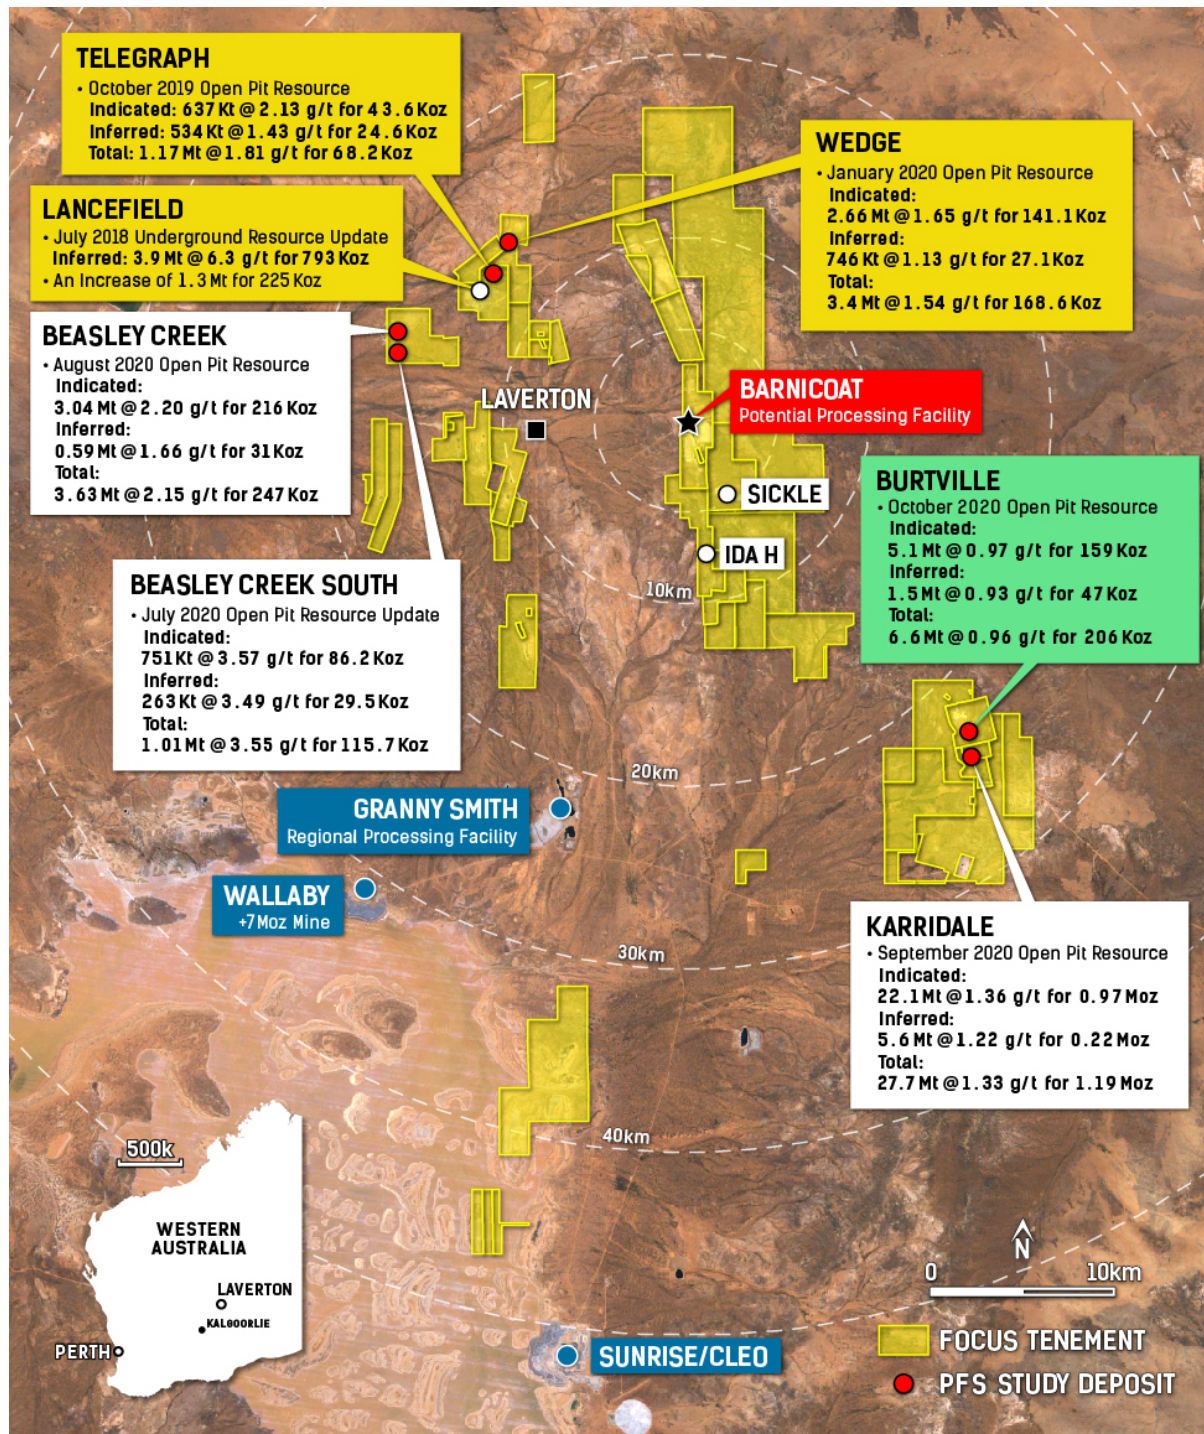 TELEGRAPH
• October 2019 Open Pit Resource
Indicated: 637 Kt @ 2.13 g/t for 43.6 Koz
Inferred: 534 Kt @ 1.43 g/t for 24.6 Koz
Total: 1.17 Mt @ 1.81 g/t for 68.2 Koz
WEDGE
• January 2020 Open Pit Resource
Indicated:
2.66 Mt @ 1.65 g/t for 141.1 Koz
Inferred:
746 Kt @ 1.13 g/t for 27.1 Koz
Total:
3.4 Mt @ 1.54 g/t for 168.6 Koz
LANCEFIELD
• July 2018 Underground Resource Update
Inferred: 3.9 Mt @ 6.3 g/t for 793 Koz
• An Increase of 1.3 Mt for 225 Koz
BEASLEY CREEK
• August 2020 Open Pit Resource
Indicated:
3.04 Mt @ 2.20 g/t for 216 Koz
Inferred:
0.59 Mt @ 1.66 g/t for 31 Koz
Total:
3.63 Mt @ 2.15 g/t for 247 Koz
LAVERTON
BARNICOAT
Potential Processing Facility
SICKLE
IDA H
BURTVILLE
• October 2020 Open Pit Resource
Indicated:
5.1 Mt @ 0.97 g/t for 159 Koz
Inferred:
1.5 Mt @ 0.93 g/t for 47 Koz
Total:
6.6 Mt @ 0.96 g/t for 206 Koz
BEASLEY CREEK SOUTH
• July 2020 Open Pit Resource Update
Indicated:
751 Kt @ 3.57 g/t for 86.2 Koz
Inferred:
263 Kt @ 3.49 g/t for 29.5 Koz
Total:
1.01 Mt @ 3.55 g/t for 115.7 Koz
10km
20km
GRANNY SMITH
Regional Processing Facility
WALLABY
+7Moz Mine
30km
KARRIDALE
• September 2020 Open Pit Resource
Indicated:
22.1 Mt @ 1.36 g/t for 0.97 Moz
Inferred:
5.6 Mt @ 1.22 g/t for 0.22 Moz
Total:
27.7 Mt @ 1.33 g/t for 1.19 Moz
40km
500k
WESTERN
AUSTRALIA
LAVERTON
KALGOORLIE
PERTH
SUNRISE/CLEO
N
0 10km
FOCUS TENEMENT
PFS STUDY DEPOSIT